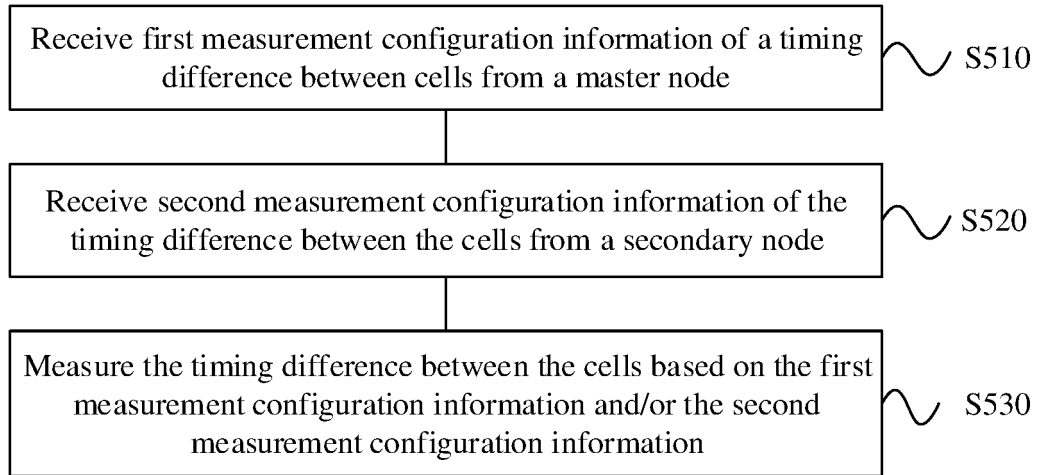 Receive first measurement configuration information of a timing
difference between cells from a master node
S510
Receive second measurement configuration information of the
timing difference between the cells from a secondary node
S520
Measure the timing difference between the cells based on the first
measurement configuration information and/or the second
measurement configuration information
S530